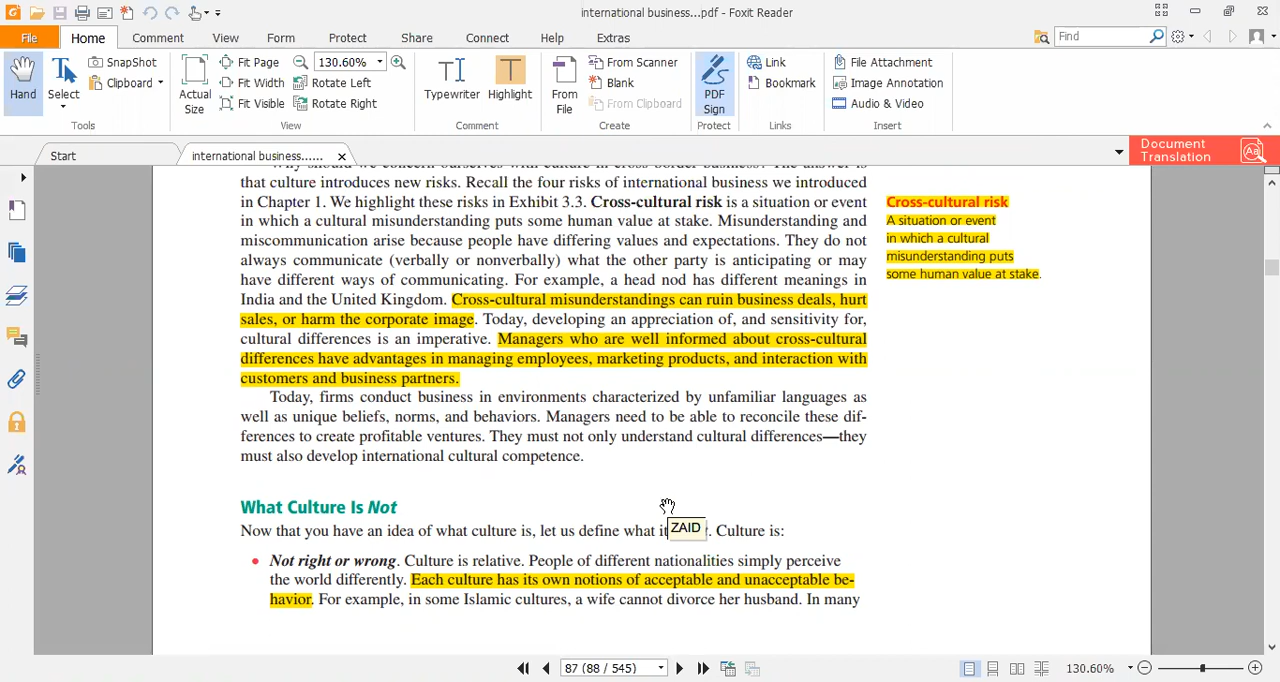 international business...pdf - Foxit Reader
File Home Comment View Form Protect Share Connect Help Extras
Find
Hand
Select
SnapShot
Clipboard
Tools
Actual Size
Fit Page
Fit Width
Fit Visible
130.60%
Rotate Left
Rotate Right
View
Typewriter
Highlight
Comment
From File
From Scanner
Blank
From Clipboard
Create
PDF Sign
Protect
Link
Bookmark
Links
File Attachment
Image Annotation
Audio & Video
Insert
Start
international business......
Document Translation
that culture introduces new risks. Recall the four risks of international business we introduced
in Chapter 1. We highlight these risks in Exhibit 3.3. Cross-cultural risk is a situation or event
in which a cultural misunderstanding puts some human value at stake. Misunderstanding and
miscommunication arise because people have differing values and expectations. They do not
always communicate (verbally or nonverbally) what the other party is anticipating or may
have different ways of communicating. For example, a head nod has different meanings in
India and the United Kingdom. Cross-cultural misunderstandings can ruin business deals, hurt
sales, or harm the corporate image. Today, developing an appreciation of, and sensitivity for,
cultural differences is an imperative. Managers who are well informed about cross-cultural
differences have advantages in managing employees, marketing products, and interaction with
customers and business partners.
Today, firms conduct business in environments characterized by unfamiliar languages as
well as unique beliefs, norms, and behaviors. Managers need to be able to reconcile these dif-
ferences to create profitable ventures. They must not only understand cultural differences—they
must also develop international cultural competence.
Cross-cultural risk
A situation or event
in which a cultural
misunderstanding puts
some human value at stake.
What Culture Is Not
Now that you have an idea of what culture is, let us define what it . Culture is:
ZAID
• Not right or wrong. Culture is relative. People of different nationalities simply perceive
the world differently. Each culture has its own notions of acceptable and unacceptable be-
havior. For example, in some Islamic cultures, a wife cannot divorce her husband. In many
87 (88 / 545)
130.60%